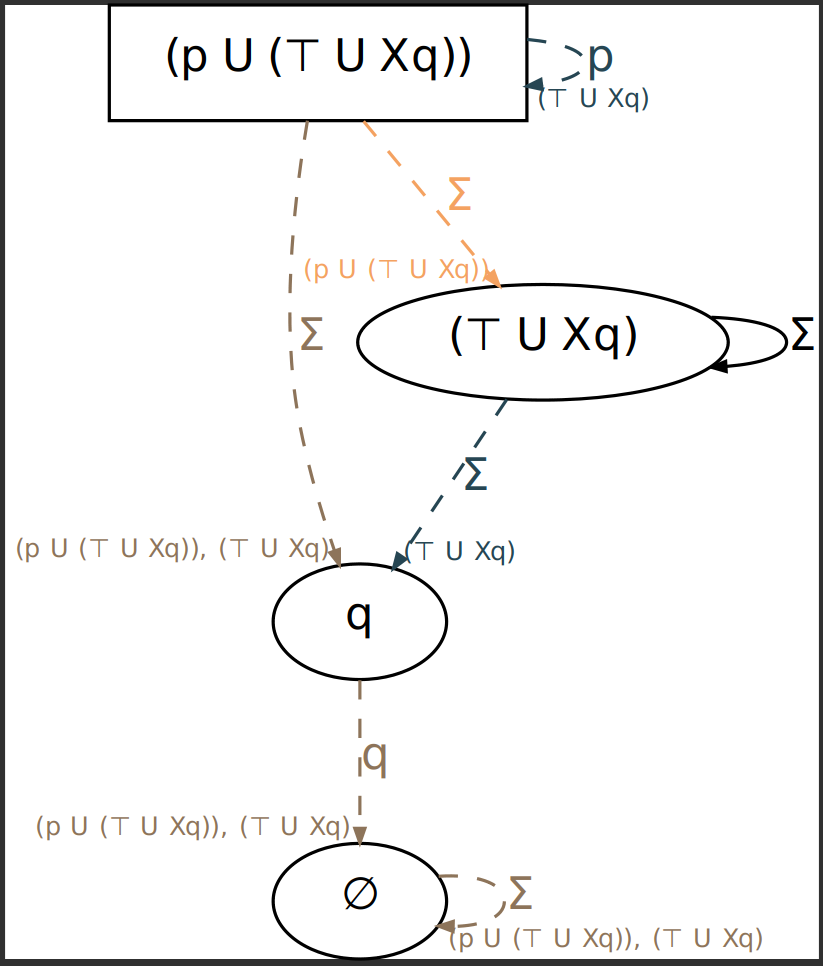 (p U (⊤ U Xq))
p
(⊤ U Xq)
Σ
(p U (⊤ U Xq))
Σ
(⊤ U Xq)
Σ
Σ
(p U (⊤ U Xq)), (⊤ U Xq)
(⊤ U Xq)
q
q
(p U (⊤ U Xq)), (⊤ U Xq)
∅
Σ
(p U (⊤ U Xq)), (⊤ U Xq)